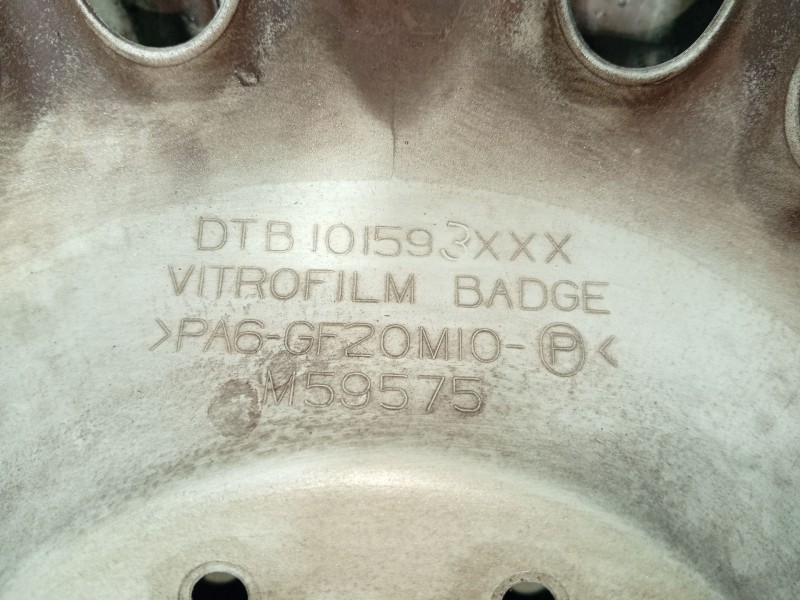 DTB101593XXX
VITROFILM BADGE
>PA6-GF20M10-P<
M59575